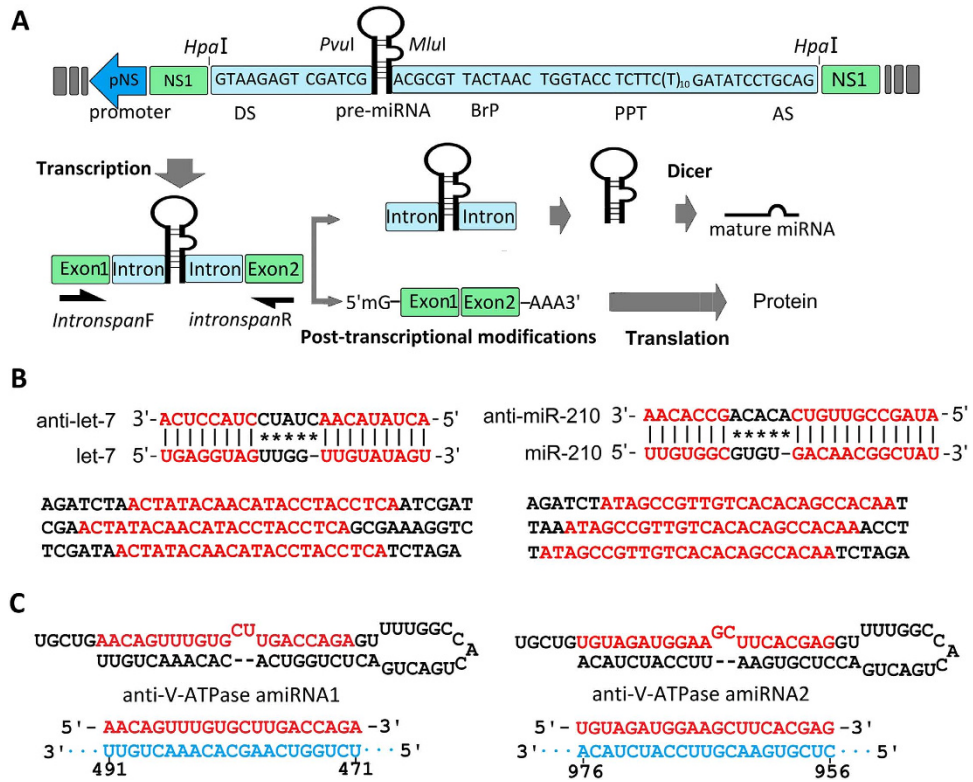 A
PvuI MluI
HpaI HpaI
pNS NS1 GTAAGAGT CGATCG ACGCGT TACTAAC TGGTACC TCTTC(T)10 GATATCCTGCAG NS1
promoter DS pre-miRNA BrP PPT AS
Transcription Dicer
Intron Intron
mature miRNA
Exon1 Intron Intron Exon2
5'mG- Exon1 Exon2 -AAA3' Protein
IntronspanF intronspanR
Post-transcriptional modifications Translation
B
anti-let-7 3'- ACUCCAUCCUAUCAACAUAUCA - 5'
*****
let-7 5'- UGAGGUAGUUGG-UUGUAUAGU -3'
AGATCTAACTATACAACATACCTACCTCAATCGAT
CGAACTATACAACATACCTACCTCAGCGAAAGGTC
TCGATAACTATACAACATACCTACCTCATCTAGA
anti-miR-210 3'- AACACCGACACACUGUUGCCGAUA- 5'
*****
miR-210 5'- UUGUGGCGUGU-GACAACGGCUAU -3'
AGATCTATAGCCGTTGTCACACAGCCACAAT
TAAATAGCCGTTGTCACACAGCCACAAACCT
TATAGCCGTTGTCACACAGCCACAATCTAGA
C
UGCUGAACAGUUUGUGCUUGACCAGAGUUUUGGCCA
UUGUCAAACAC--ACUGGUCUCAGUCAGUC
anti-V-ATPase amiRNA1
5'- AACAGUUUGUGCUUGACCAGA -3'
3'··· UUGUCAAACACGAACUGGUCU ··· 5'
491 471
UGCUGUGUAGAUGGAAGCUUCACGAGGUUUUGGCCA
ACAUCUACCUU--AAGUGCUCCAGUCAGUC
anti-V-ATPase amiRNA2
5'- UGUAGAUGGAAGCUUCACGAG -3'
3'··· ACAUCUACCUUGCAAGUGCUC ··· 5'
976 956